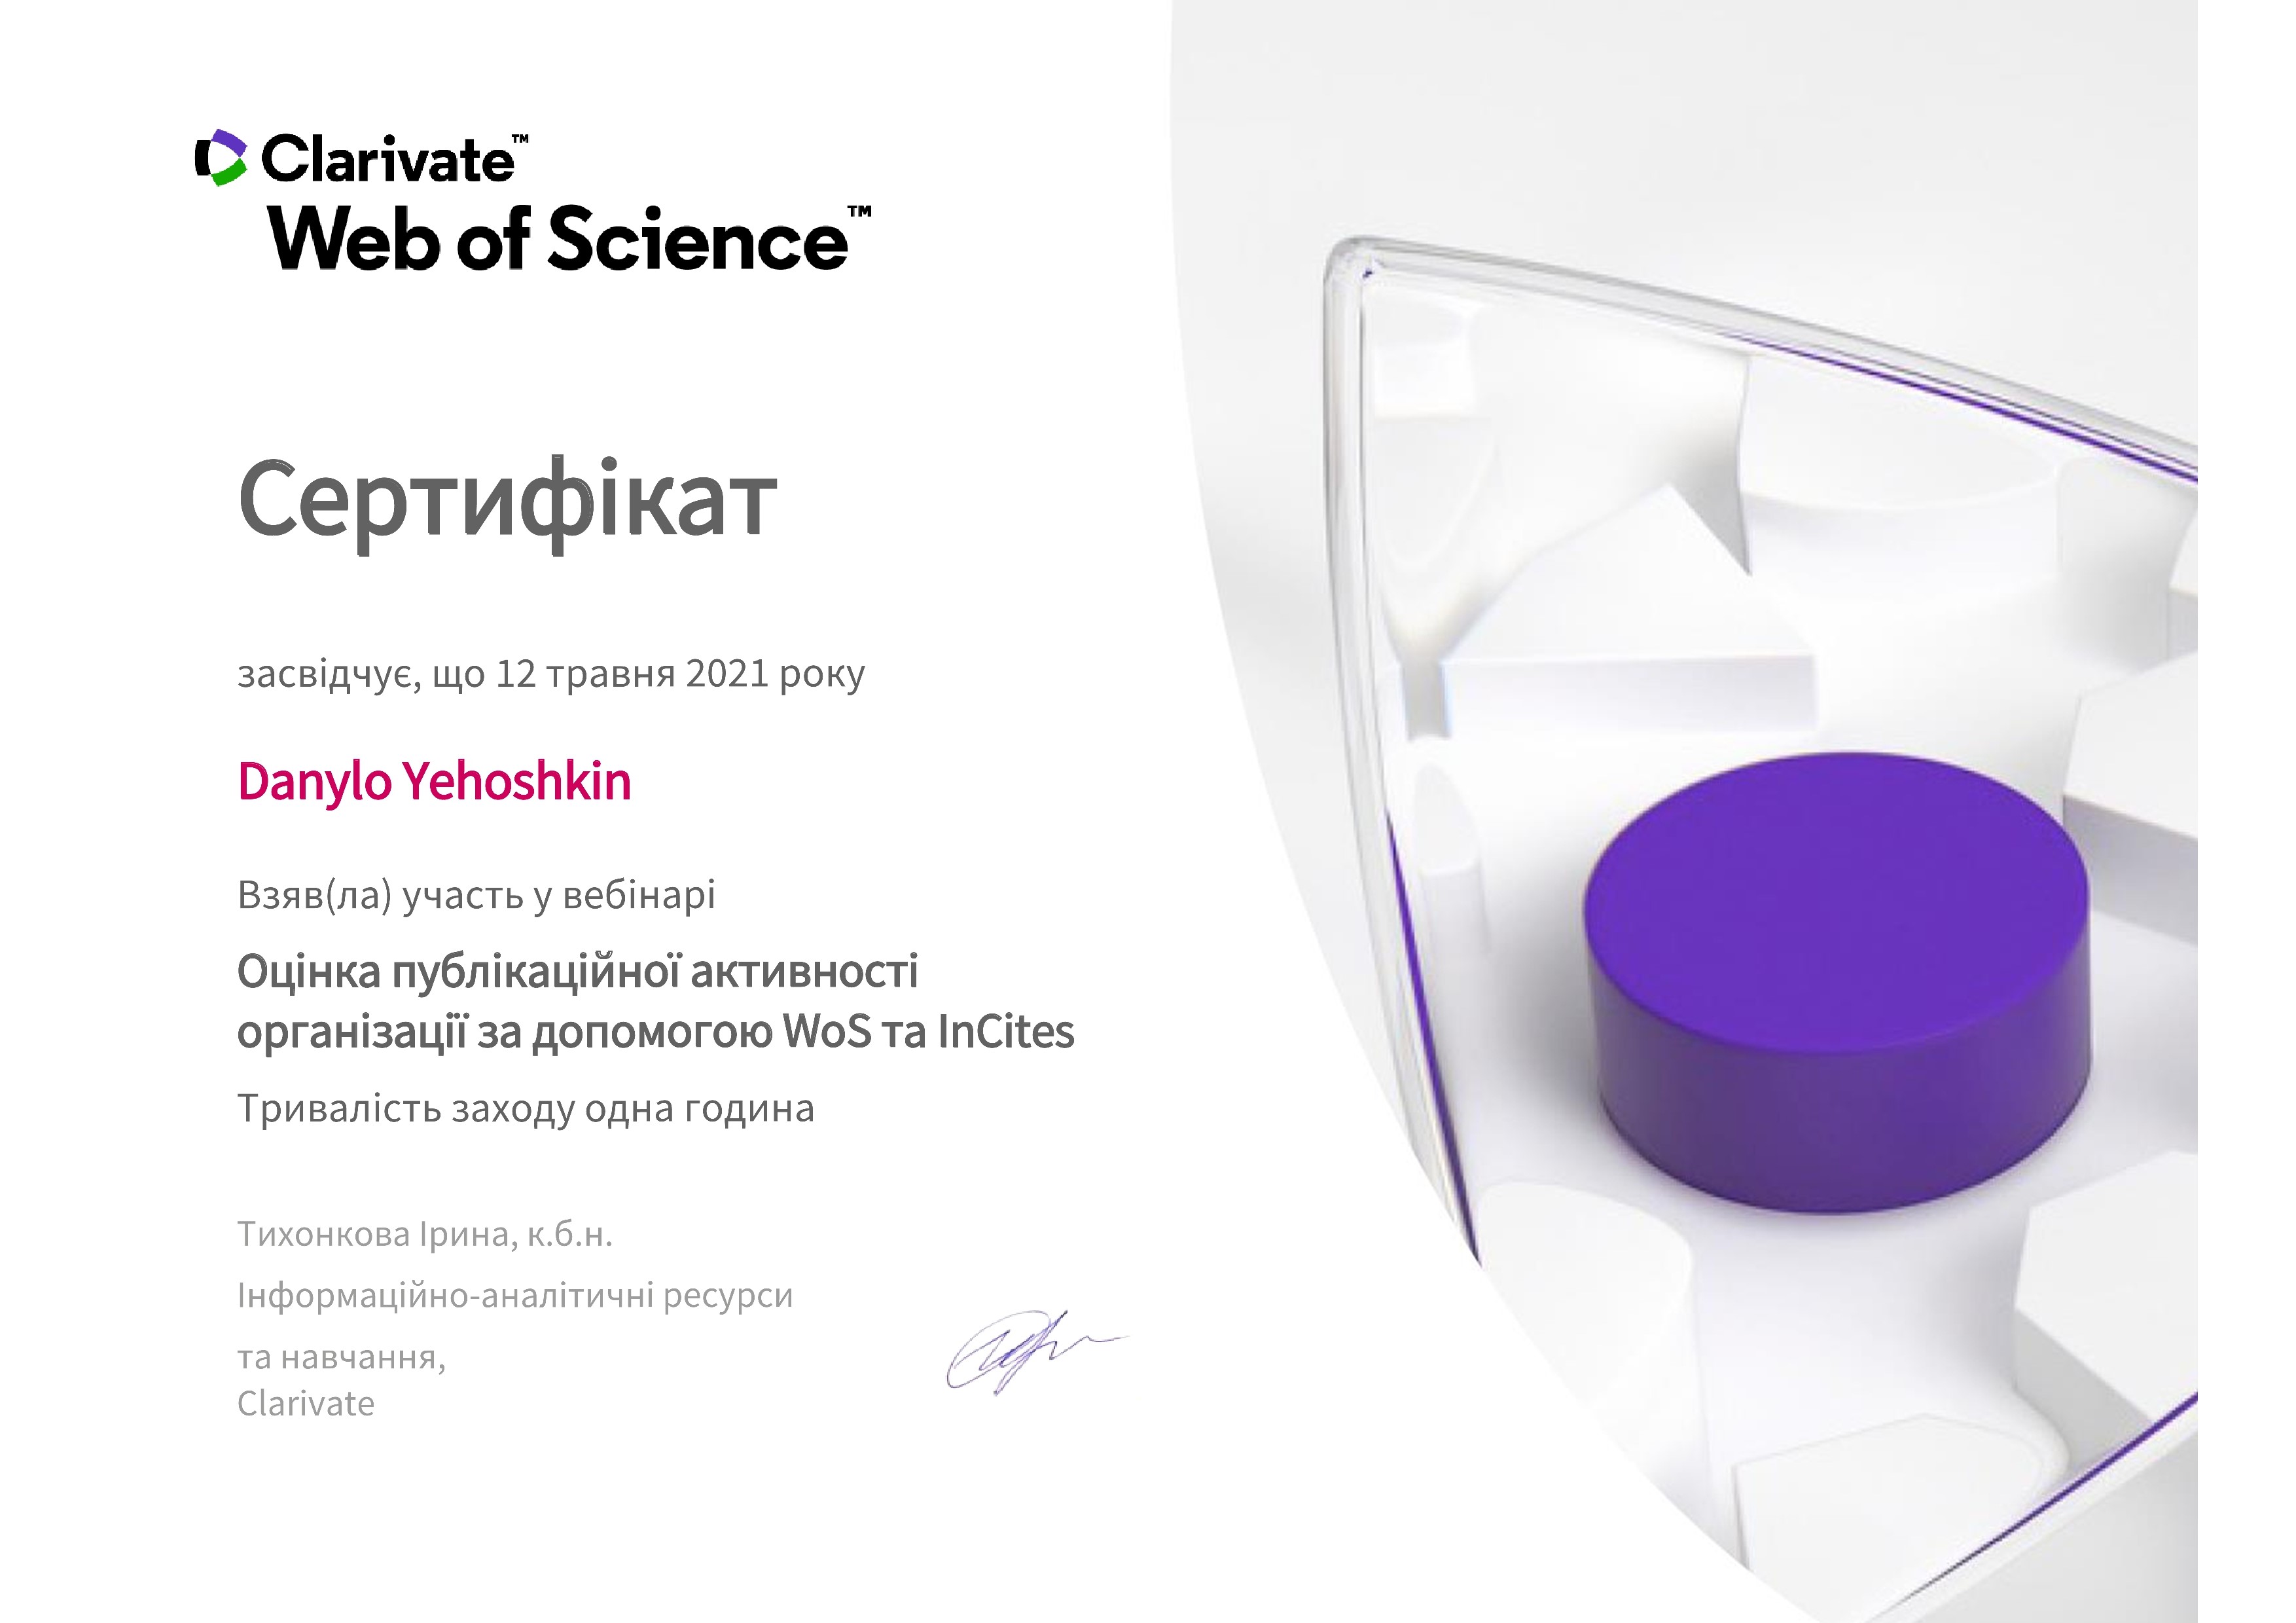 Clarivate™
Web of Science™
Сертифікат
засвідчує, що 12 травня 2021 року
Danylo Yehoshkin
Взяв(ла) участь у вебінарі
Оцінка публікаційної активності
організації за допомогою WoS та InCites
Тривалість заходу одна година
Тихонкова Ірина, к.б.н.
Інформаційно-аналітичні ресурси
та навчання,
Clarivate